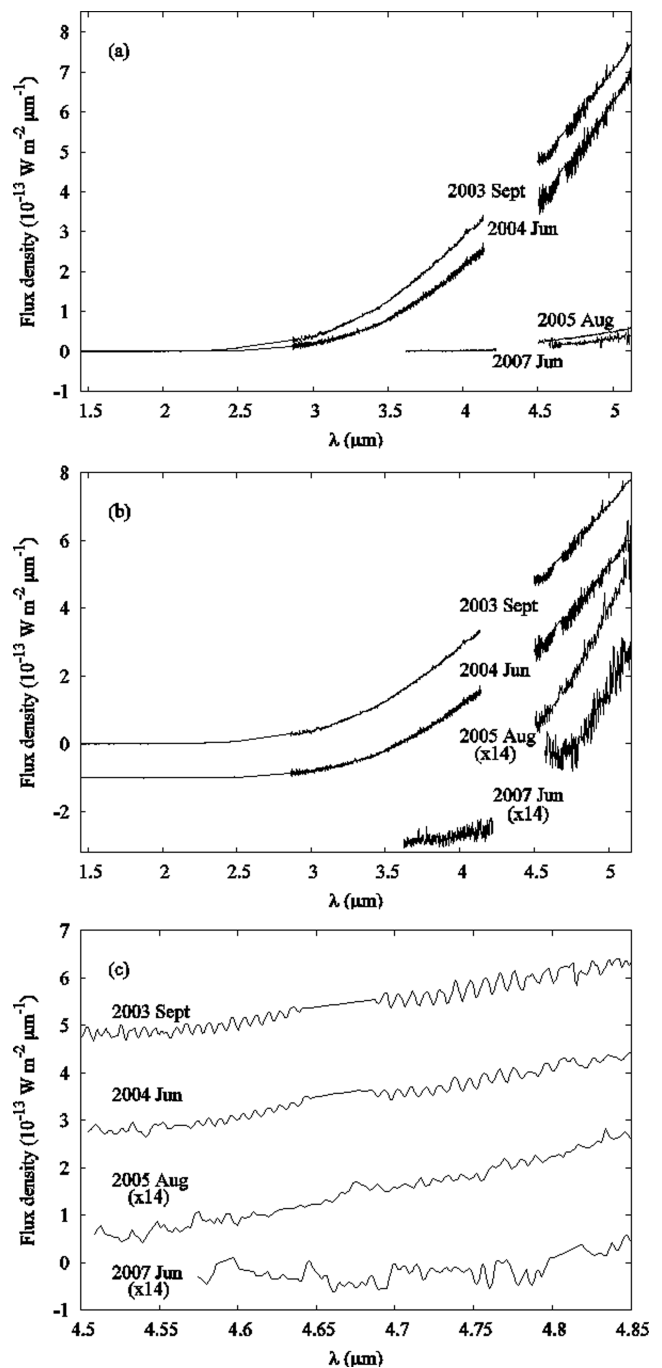 (a)
Flux density (10⁻¹³ W m⁻² μm⁻¹)
8
7
6
5
4
3
2
1
0
-1
2003 Sept
2004 Jun
2005 Aug
2007 Jun
1.5 2 2.5 3 3.5 4 4.5 5
λ (μm)
(b)
Flux density (10⁻¹³ W m⁻² μm⁻¹)
8
6
4
2
0
-2
2003 Sept
2004 Jun
2005 Aug
(x14)
2007 Jun
(x14)
1.5 2 2.5 3 3.5 4 4.5 5
λ (μm)
(c)
Flux density (10⁻¹³ W m⁻² μm⁻¹)
7
6
5
4
3
2
1
0
-1
2003 Sept
2004 Jun
2005 Aug
(x14)
2007 Jun
(x14)
4.5 4.55 4.6 4.65 4.7 4.75 4.8 4.85
λ (μm)